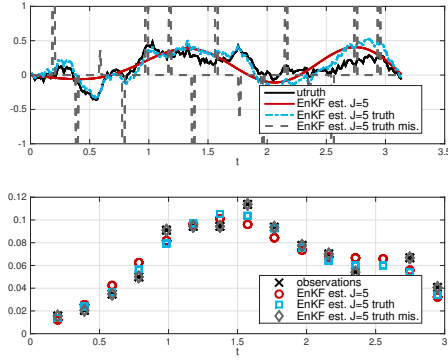 1
0.5
0
-0.5
-1
0 0.5 1 1.5 2 2.5 3 3.5
t
utruth
EnKF est. J=5
EnKF est. J=5 truth
EnKF est. J=5 truth mis.
0.12
0.1
0.08
0.06
0.04
0.02
0
0 0.5 1 1.5 2 2.5 3
t
observations
EnKF est. J=5
EnKF est. J=5 truth
EnKF est. J=5 truth mis.